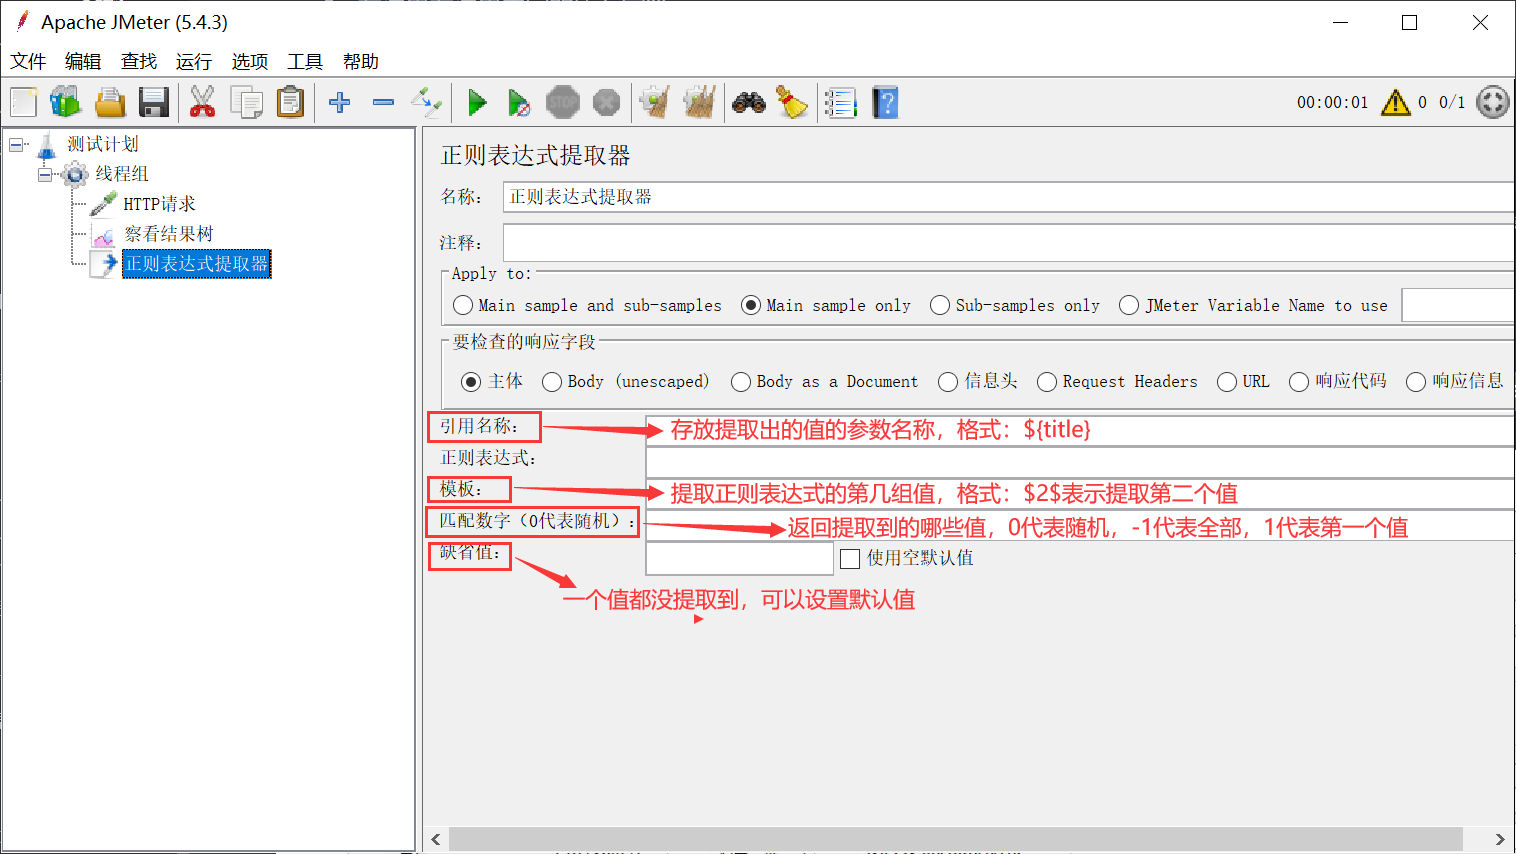 Apache JMeter (5.4.3)
文件 编辑 查找 运行 选项 工具 帮助
STOP
?
00:00:01 0 0/1
测试计划
线程组
HTTP请求
察看结果树
正则表达式提取器
正则表达式提取器
名称: 正则表达式提取器
注释:
Apply to:
Main sample and sub-samples Main sample only Sub-samples only JMeter Variable Name to use
要检查的响应字段
主体 Body (unescaped) Body as a Document 信息头 Request Headers URL 响应代码 响应信息
引用名称: 存放提取出的值的参数名称，格式：${title}
正则表达式:
模板: 提取正则表达式的第几组值，格式：$2$表示提取第二个值
匹配数字（0代表随机）: 返回提取到的哪些值，0代表随机，-1代表全部，1代表第一个值
缺省值: 使用空默认值
一个值都没提取到，可以设置默认值